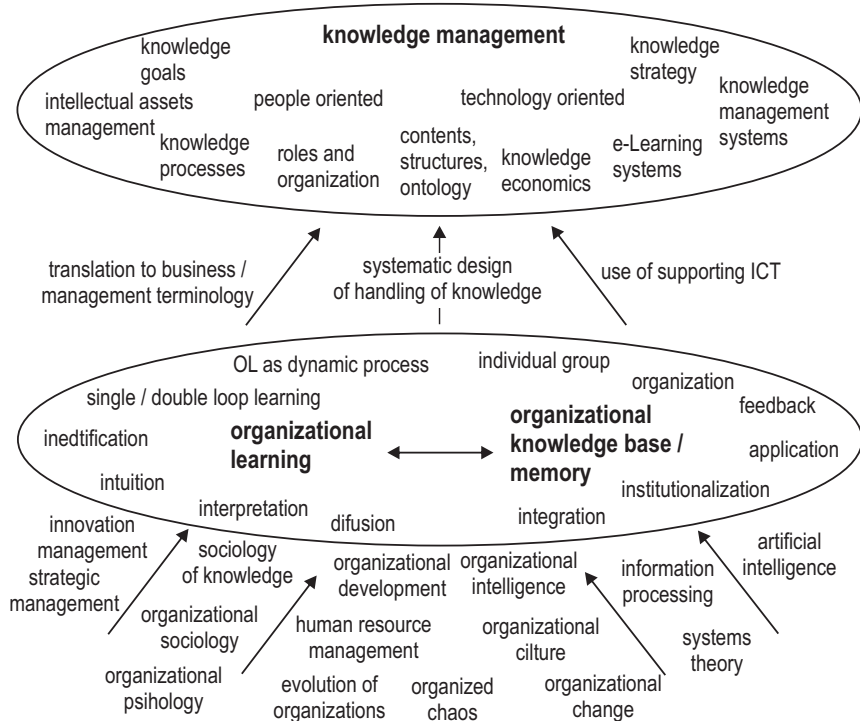 knowledge management
knowledge
goals
knowledge
strategy
intellectual assets
management
people oriented
technology oriented
knowledge
management
systems
knowledge
processes
roles and
organization
contents,
structures,
ontology
knowledge
economics
e-Learning
systems
translation to business /
management terminology
systematic design
of handling of knowledge
use of supporting ICT
OL as dynamic process
individual group
organization
single / double loop learning
feedback
organizational
learning
organizational
knowledge base /
memory
inedtification
application
intuition
institutionalization
interpretation
difusion
integration
innovation
management
strategic
management
sociology
of knowledge
organizational
development
organizational
intelligence
information
processing
artificial
intelligence
organizational
sociology
human resource
management
organizational
cilture
systems
theory
organizational
psihology
evolution of
organizations
organized
chaos
organizational
change